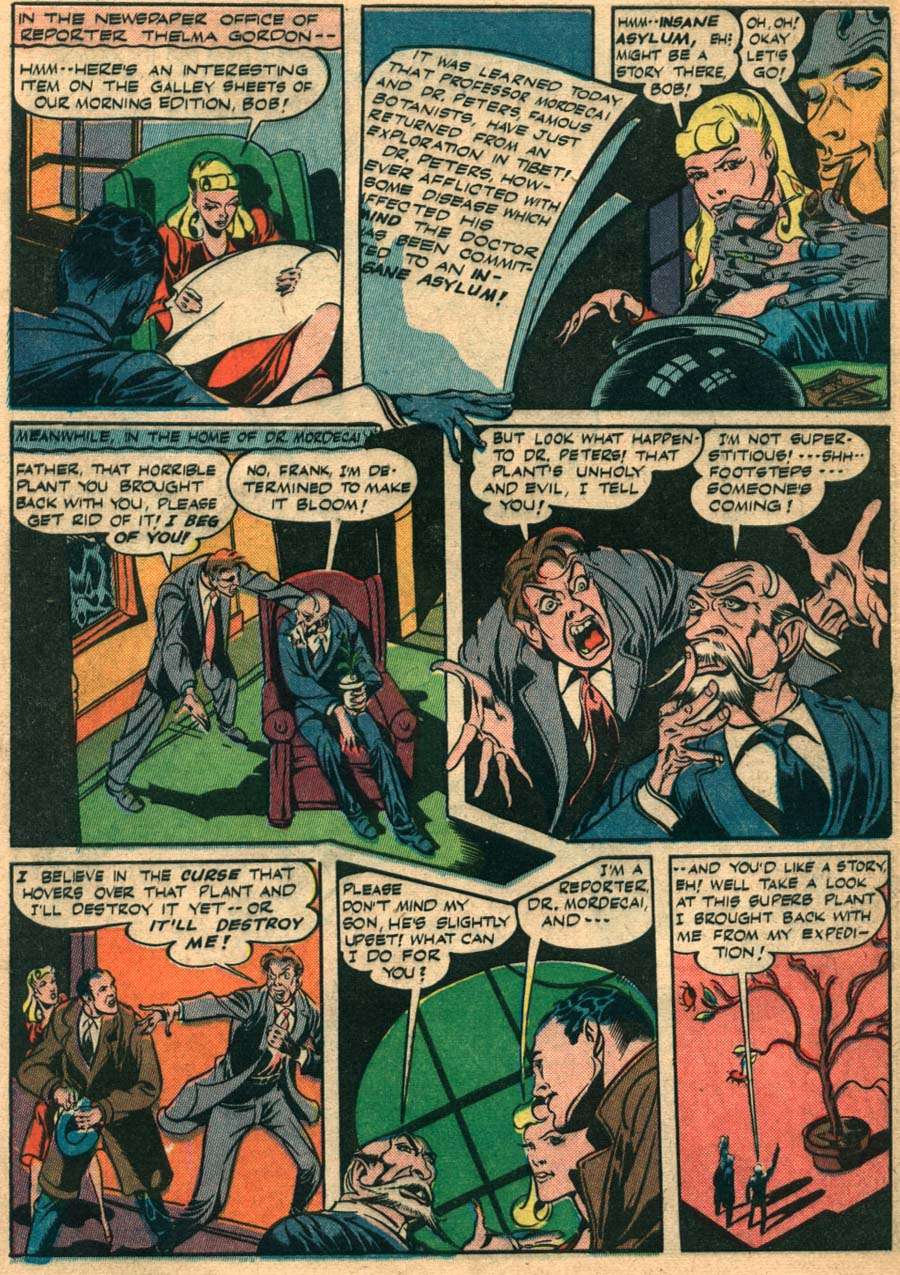 IN THE NEWSPAPER OFFICE OF
REPORTER THELMA GORDON--
HMM--HERE'S AN INTERESTING
ITEM ON THE GALLEY SHEETS OF
OUR MORNING EDITION, BOB!
IT WAS LEARNED TODAY
THAT PROFESSOR MORDECAI
AND DR. PETERS, FAMOUS
BOTANISTS, HAVE JUST
RETURNED FROM AN
EXPLORATION IN TIBET!
DR. PETERS, HOW-
EVER AFFLICTED WITH
SOME DISEASE WHICH
AFFECTED HIS
MIND THE DOCTOR
HAS BEEN COMMIT-
TED TO AN IN-
SANE ASYLUM!
HMM--INSANE
ASYLUM, EH!
MIGHT BE A
STORY THERE,
BOB!
OH, OH!
OKAY
LET'S
GO!
MEANWHILE, IN THE HOME OF DR. MORDECAI
FATHER, THAT HORRIBLE
PLANT YOU BROUGHT
BACK WITH YOU, PLEASE
GET RID OF IT! I BEG
OF YOU!
NO, FRANK, I'M DE-
TERMINED TO MAKE
IT BLOOM!
BUT LOOK WHAT HAPPEN-
TO DR. PETERS! THAT
PLANT'S UNHOLY
AND EVIL, I TELL
YOU!
I'M NOT SUPER-
STITIOUS! ---SHH--
FOOTSTEPS ---
SOMEONE'S
COMING!
I BELIEVE IN THE CURSE THAT
HOVERS OVER THAT PLANT AND
I'LL DESTROY IT YET--OR
IT'LL DESTROY
ME!
PLEASE
DON'T MIND MY
SON, HE'S SLIGHTLY
UPSET! WHAT CAN
I DO FOR
YOU?
I'M A
REPORTER,
DR. MORDECAI,
AND ---
--AND YOU'D LIKE A STORY,
EH! WELL TAKE A LOOK
AT THIS SUPERB PLANT
I BROUGHT BACK WITH
ME FROM MY EXPEDI-
TION!